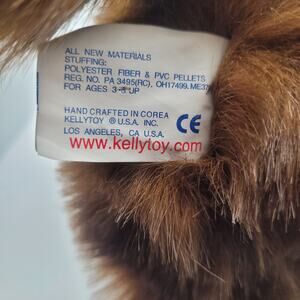 ALL NEW MATERIALS
STUFFING:
POLYESTER FIBER & PVC PELLETS
REG. NO. PA 3495(RC). OH17499. ME37
FOR AGES 3 UP
HAND CRAFTED IN COREA
KELLYTOY ® U.S.A. INC.
LOS ANGELES, CA U.S.A.
CE
www.kellytoy.com